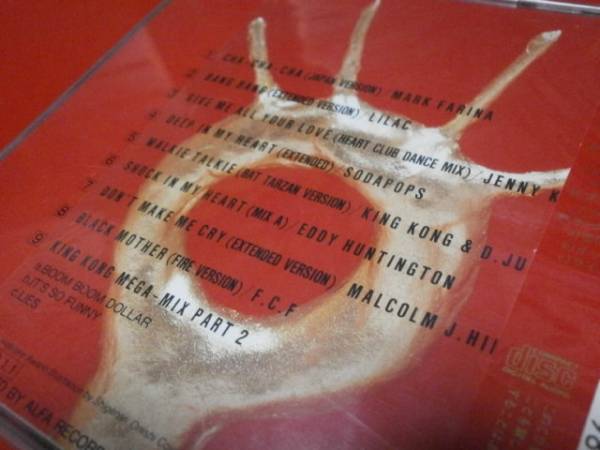 1 CHA-CHA-CHA (JAPAN VERSION) / MARK FARINA
2 BANG BANG (EXTENDED VERSION) / LILAC
3 GIVE ME ALL YOUR LOVE (HEART CLUB DANCE MIX) / JENNY K
4 DEEP IN MY HEART (EXTENDED) / SODAPOPS
5 WALKIE TALKIE (BAT TARZAN VERSION) / KING KONG & D.JU
6 SHOCK IN MY HEART (MIX A) / EDDY HUNTINGTON
7 DON'T MAKE ME CRY (EXTENDED VERSION) / MALCOLM J. HIL
8 BLACK MOTHER (FIRE VERSION) / F.C.F
9 KING KONG MEGA-MIX PART 2
a.BOOM BOOM DOLLAR
b.IT'S SO FUNNY
c.LES
BY ALFA RECOR
disc